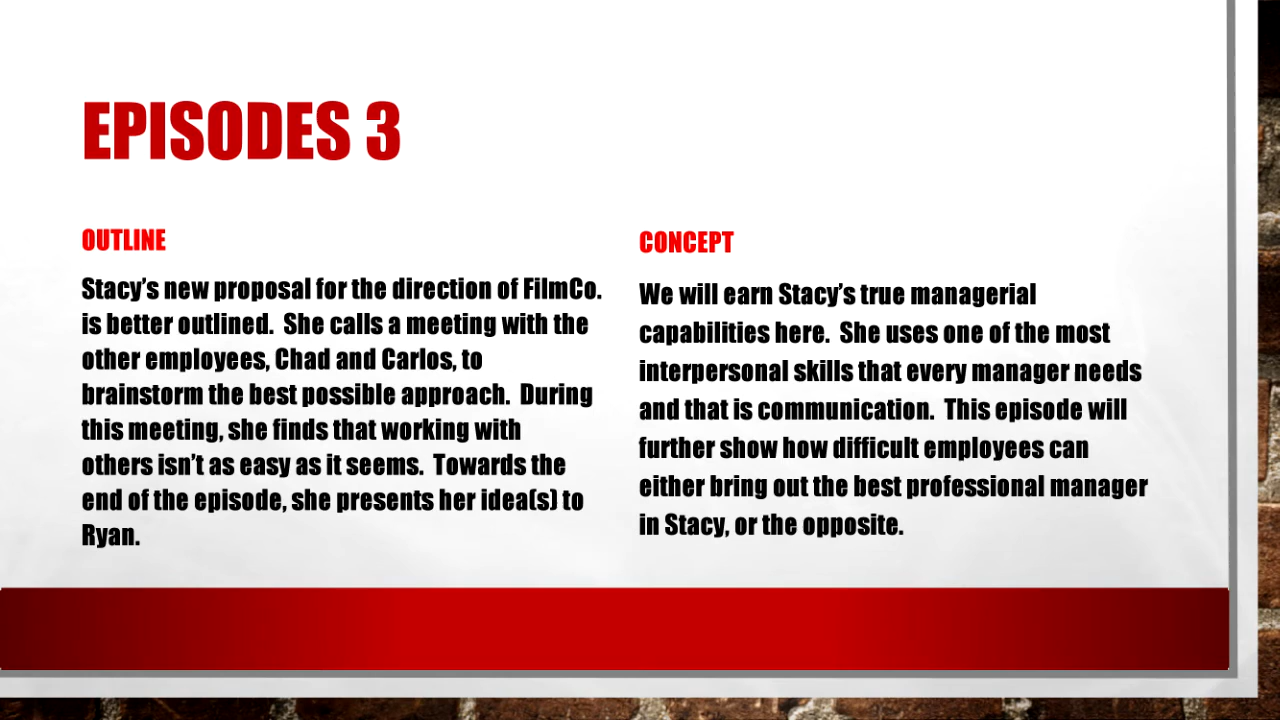 EPISODES 3
OUTLINE
Stacy’s new proposal for the direction of FilmCo.
is better outlined.  She calls a meeting with the
other employees, Chad and Carlos, to
brainstorm the best possible approach.  During
this meeting, she finds that working with
others isn’t as easy as it seems.  Towards the
end of the episode, she presents her idea(s) to
Ryan.
CONCEPT
We will earn Stacy’s true managerial
capabilities here.  She uses one of the most
interpersonal skills that every manager needs
and that is communication.  This episode will
further show how difficult employees can
either bring out the best professional manager
in Stacy, or the opposite.